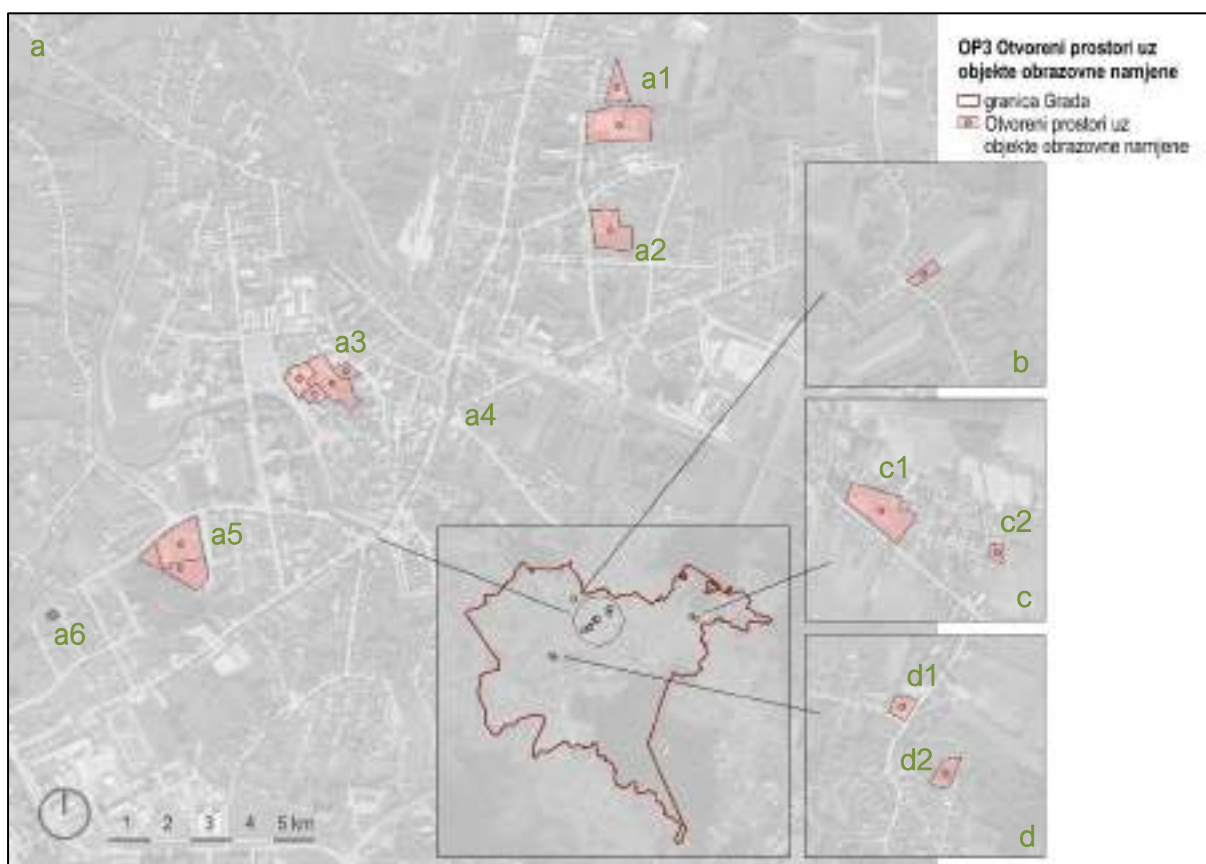 a
OP3 Otvoreni prostori uz
objekte obrazovne namjene
granica Grada
Otvoreni prostori uz
objekte obrazovne namjene
a1
a2
a3
a4
a5
a6
b
c1
c2
c
d1
d2
d
1 2 3 4 5 km